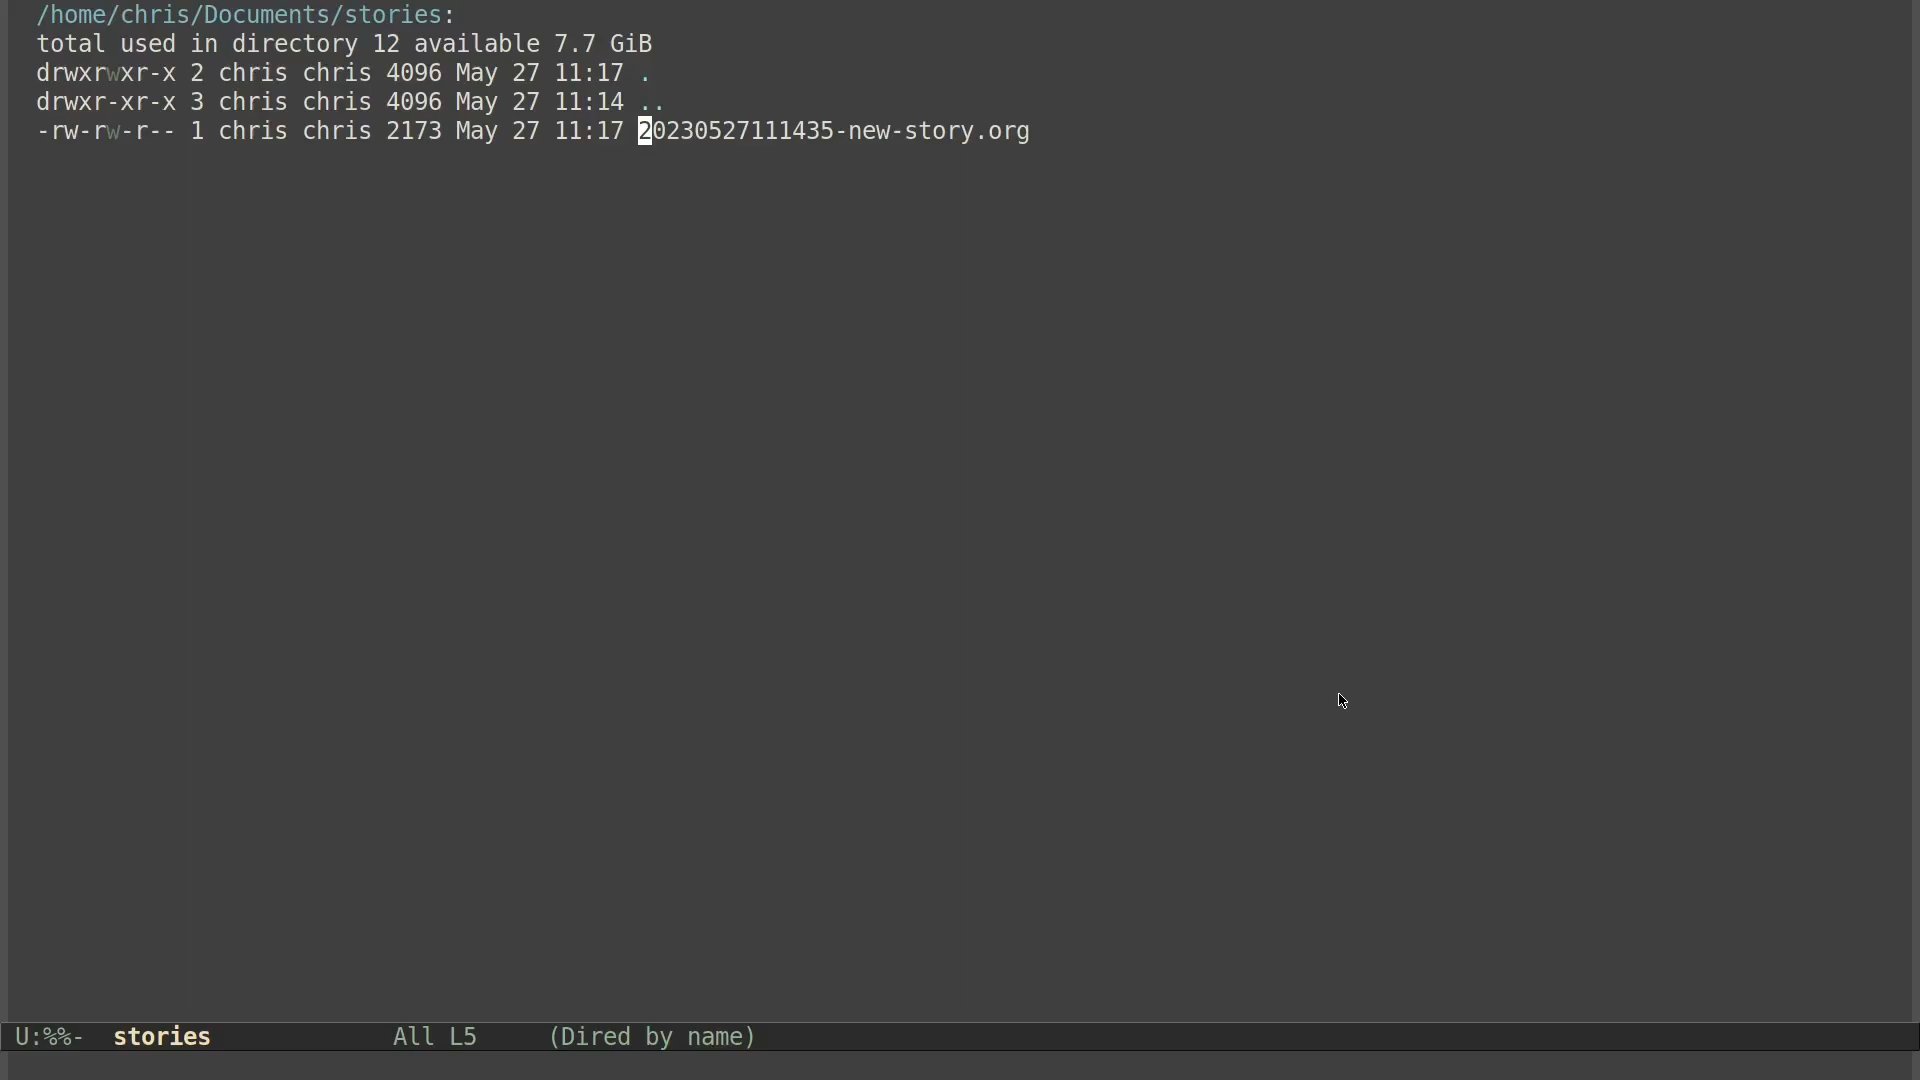 /home/chris/Documents/stories:
total used in directory 12 available 7.7 GiB
drwxrwxr-x 2 chris chris 4096 May 27 11:17 .
drwxr-xr-x 3 chris chris 4096 May 27 11:14 ..
-rw-rw-r-- 1 chris chris 2173 May 27 11:17 20230527111435-new-story.org
U:%%-  stories             All L5     (Dired by name)